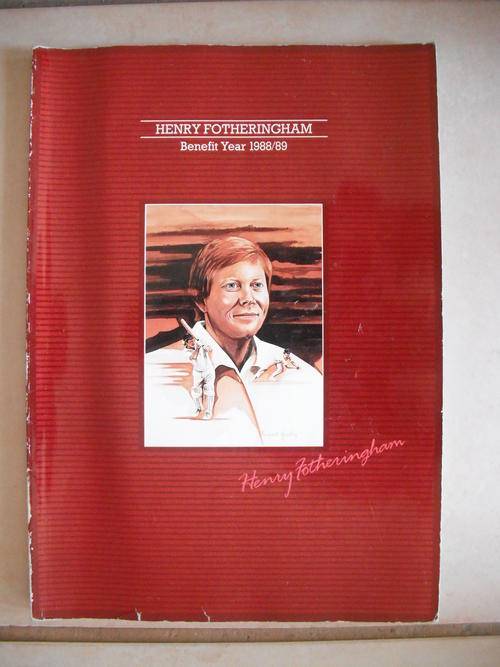 HENRY FOTHERINGHAM
Benefit Year 1988/89
Henry Fotheringham